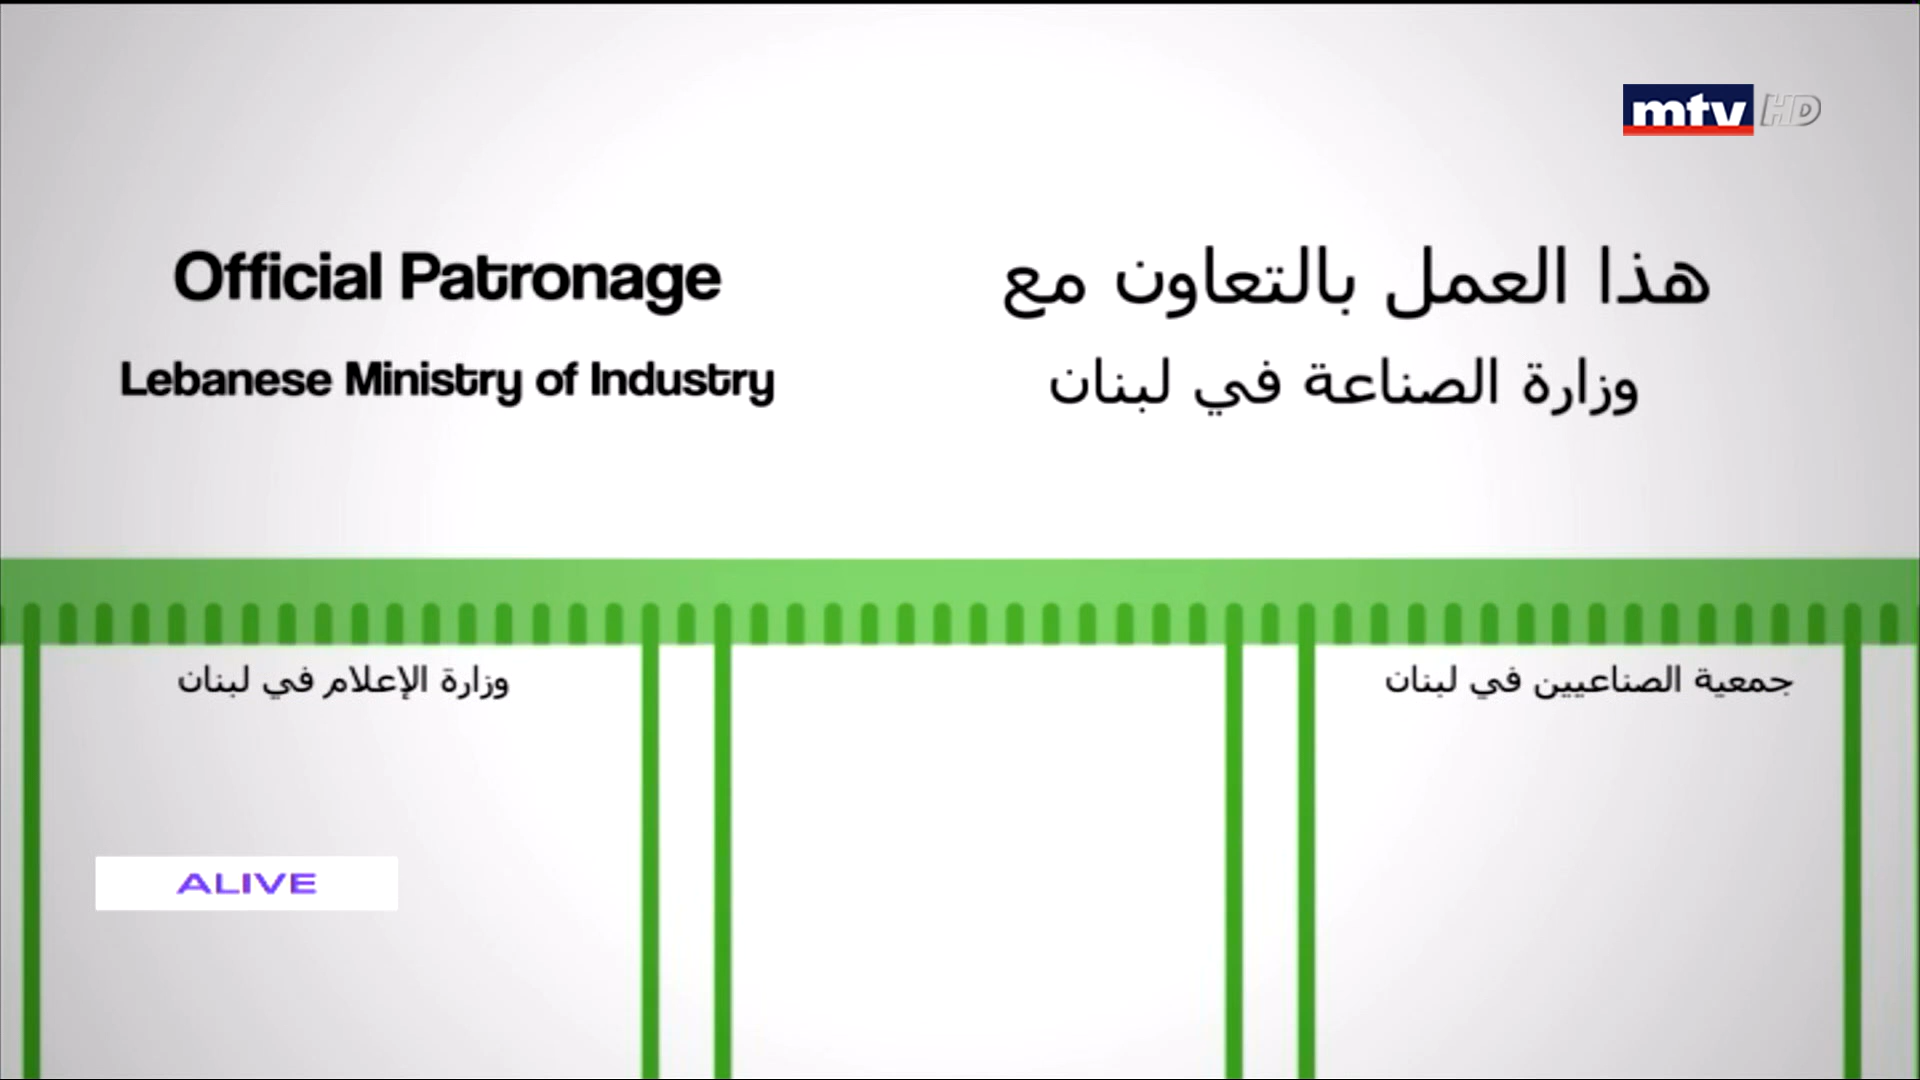 mtv HD
Official Patronage
Lebanese Ministry of Industry
هذا العمل بالتعاون مع
وزارة الصناعة في لبنان
وزارة الإعلام في لبنان
جمعية الصناعيين في لبنان
ALIVE